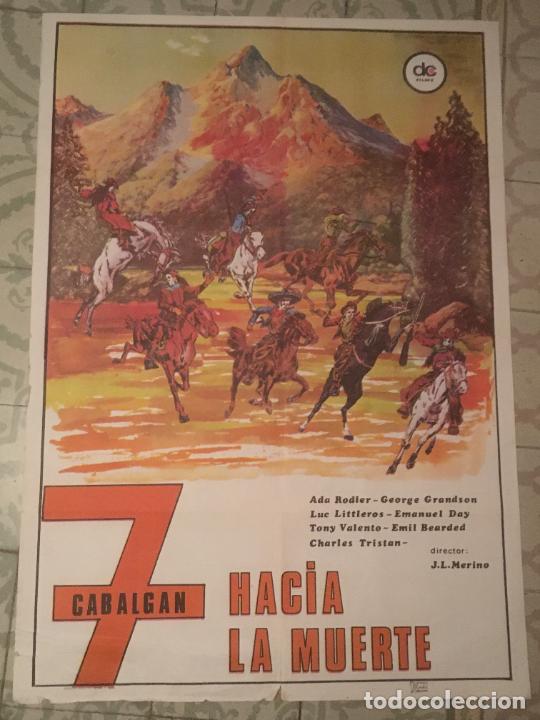 dc
FILMS
Ada Rodler - George Grandson
Luc Littleros - Emanuel Day
Tony Valento - Emil Bearded
Charles Tristan -
director:
J.L. Merino
7
CABALGAN
HACiA
LA MUERTE
todocoleccion